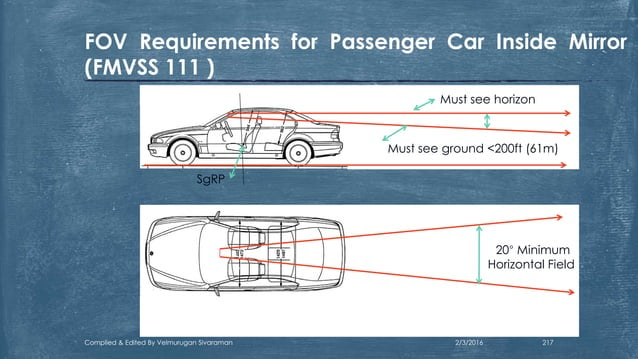 FOV Requirements for Passenger Car Inside Mirror
(FMVSS 111 )
Must see horizon
Must see ground <200ft (61m)
SgRP
20° Minimum
Horizontal Field
Complied & Edited By Velmurugan Sivaraman
2/3/2016
217